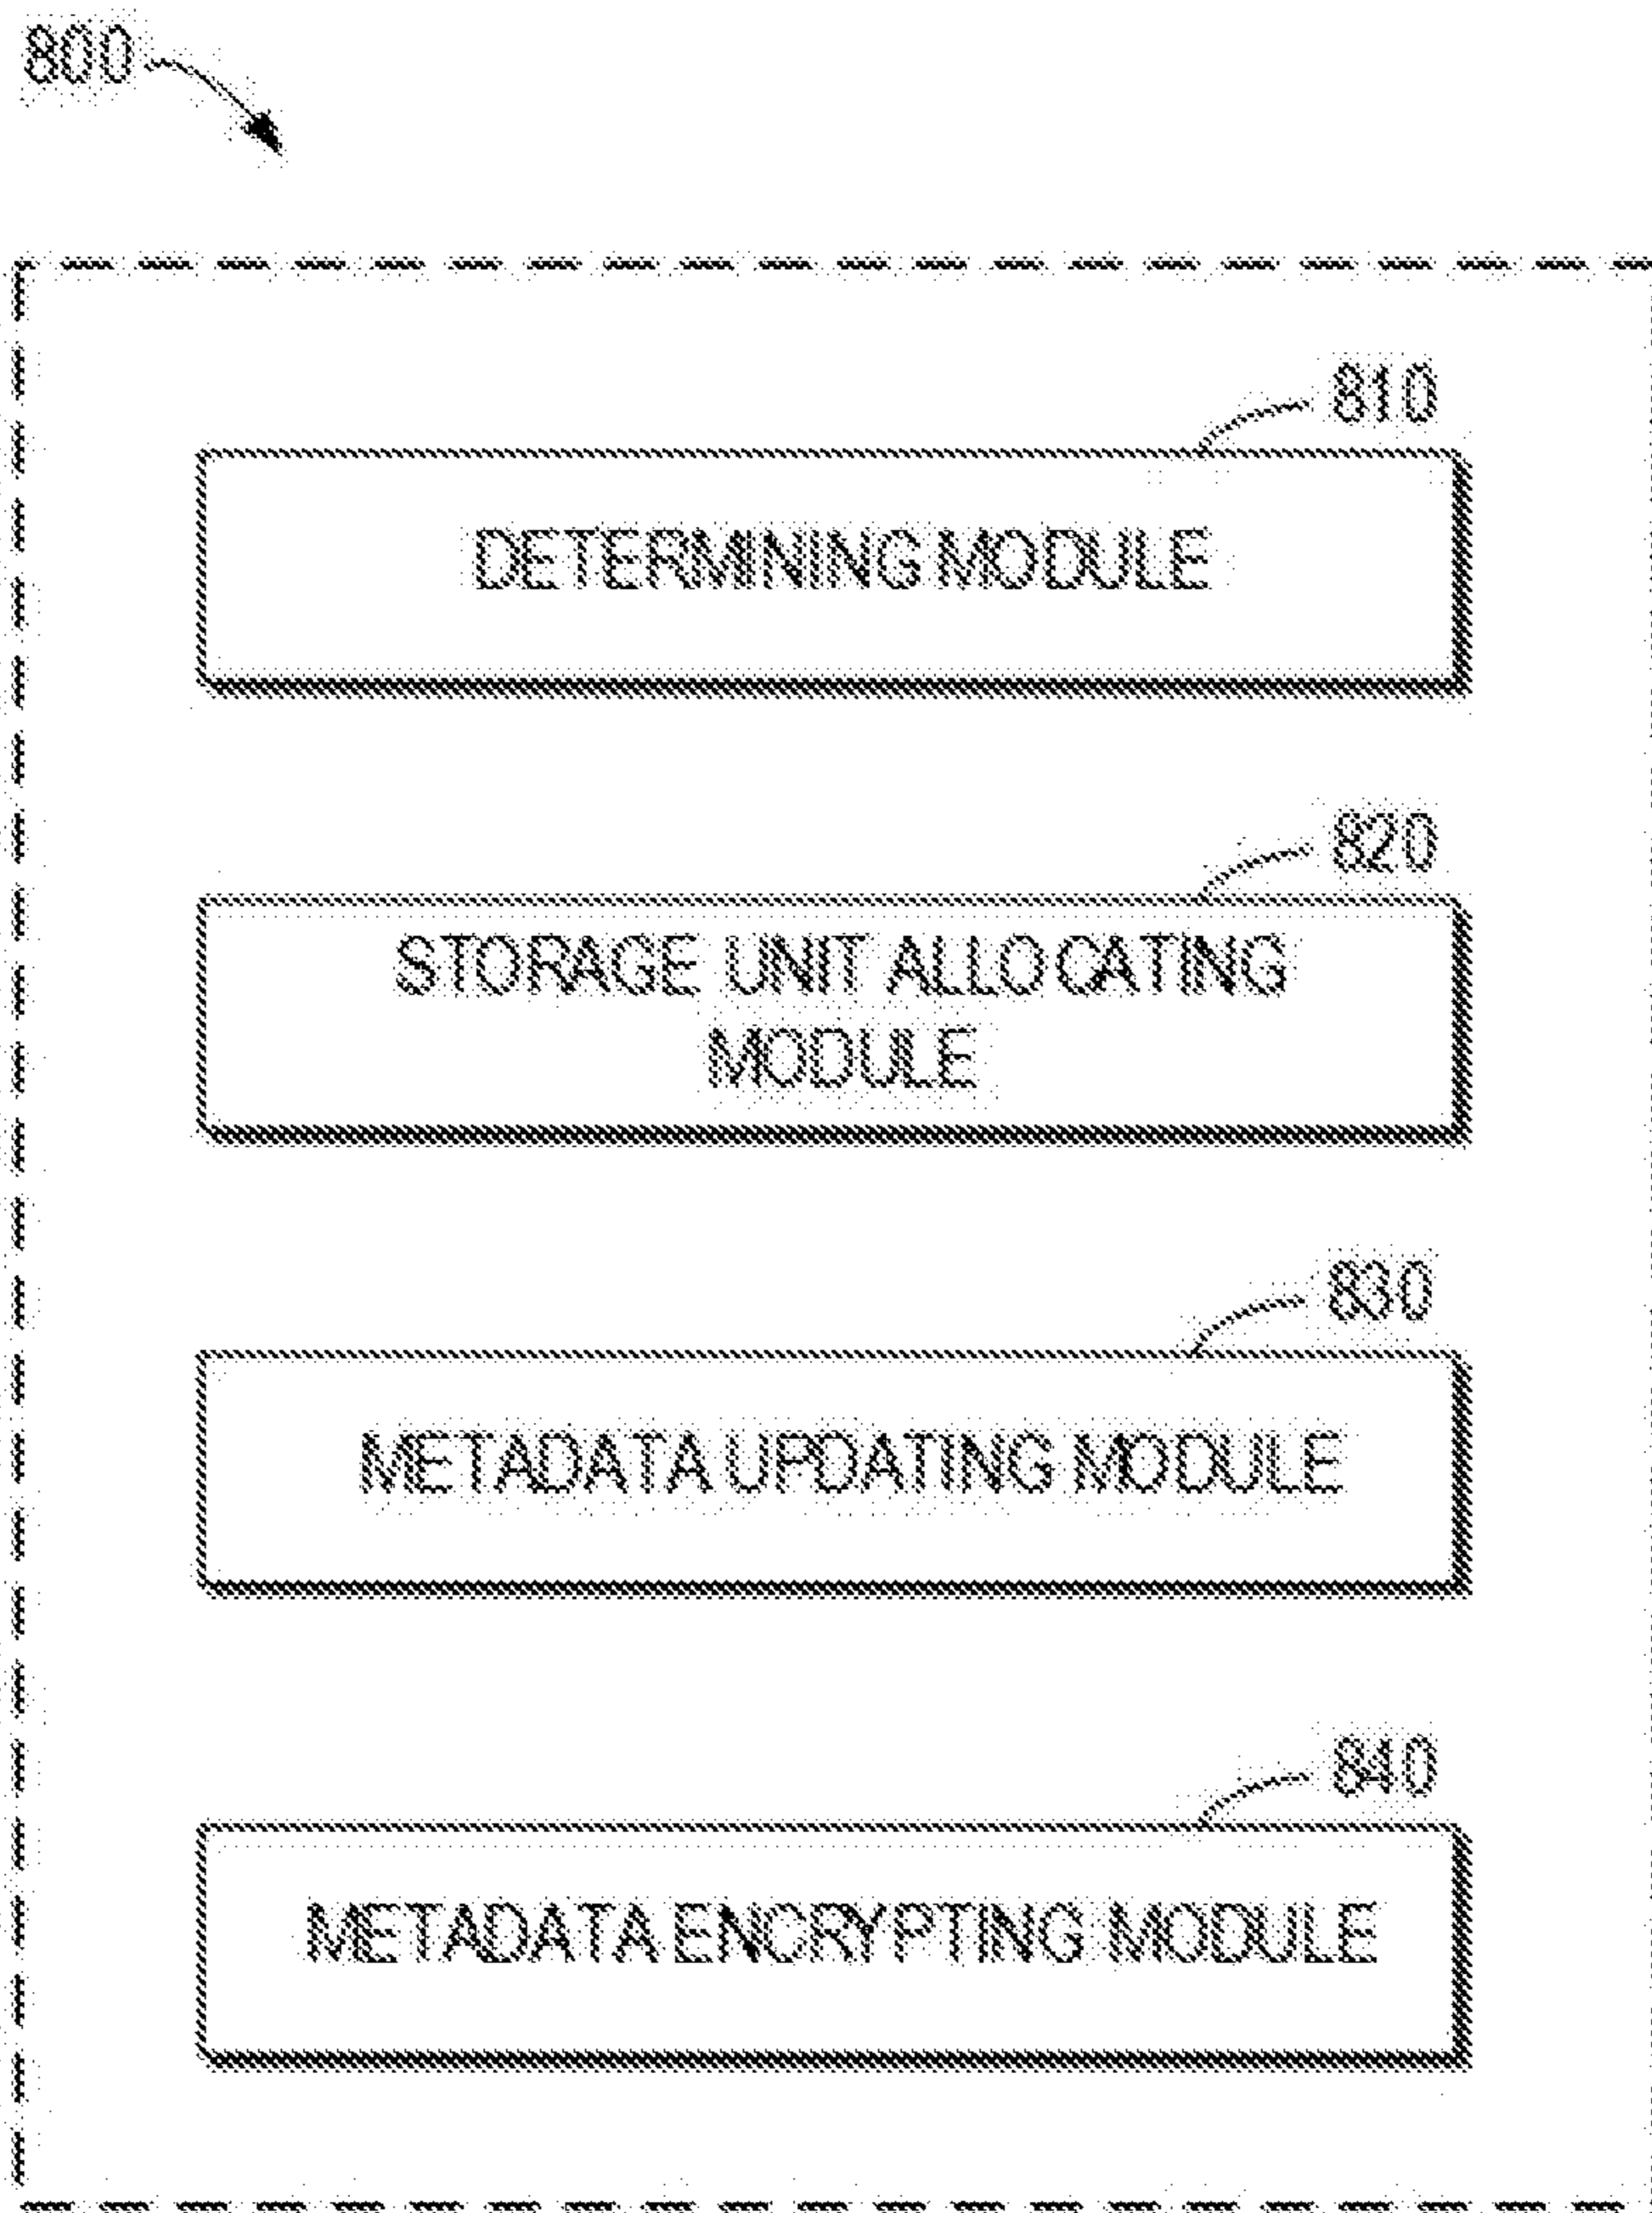 800
810
DETERMINING MODULE
820
STORAGE UNIT ALLOCATING
MODULE
830
METADATA UPDATING MODULE
840
METADATA ENCRYPTING MODULE